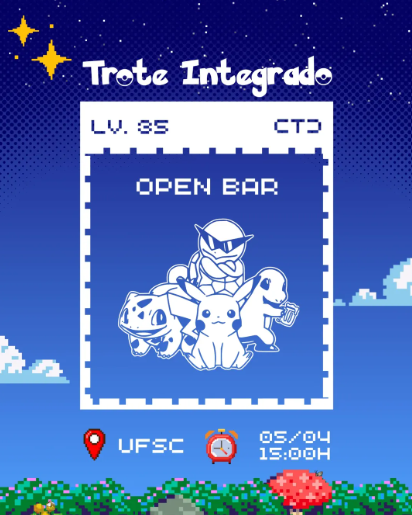 Trote Integrado
LV. 35
CTJ
OPEN BAR
UFSC
05/04
15:00H